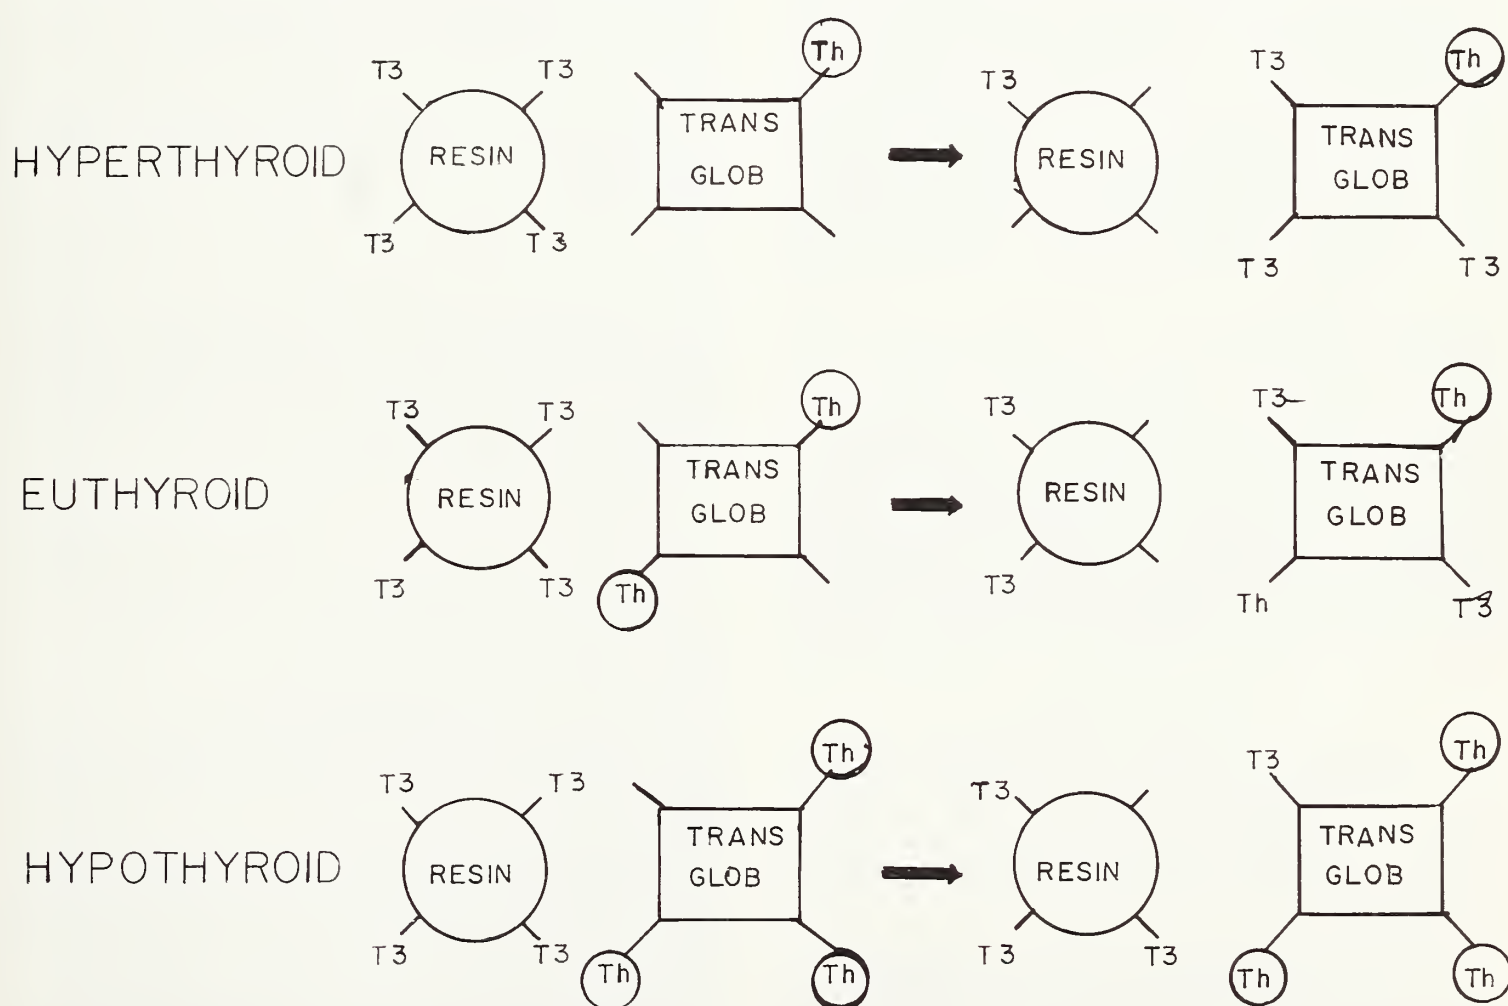 T3 T3 Th T3 Th
HYPERTHYROID RESIN TRANS GLOB RESIN TRANS GLOB
T3 T3 T3 T3
T3 T3 Th T3 T3 Th
EUTHYROID RESIN TRANS GLOB RESIN TRANS GLOB
T3 T3 Th T3 Th T3
T3 T3 Th T3 T3 Th
HYPOTHYROID RESIN TRANS GLOB RESIN TRANS GLOB
T3 T3 Th Th T3 T3 Th Th